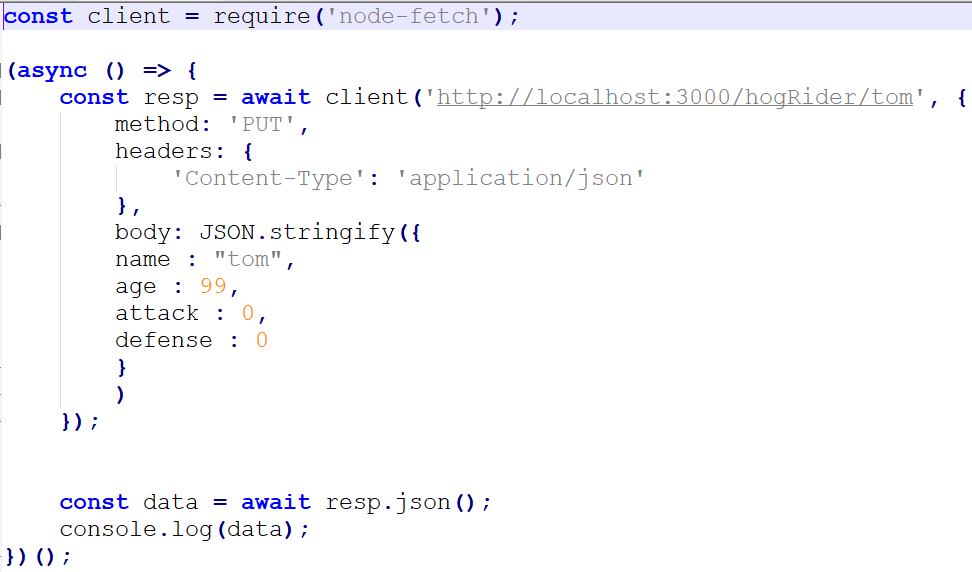 const client = require('node-fetch');
(async () => {
const resp = await client('http://localhost:3000/hogRider/tom', {
method: 'PUT',
headers: {
'Content-Type': 'application/json'
},
body: JSON.stringify({
name : "tom",
age : 99,
attack : 0,
defense : 0
}
)
});
const data = await resp.json();
console.log(data);
})();